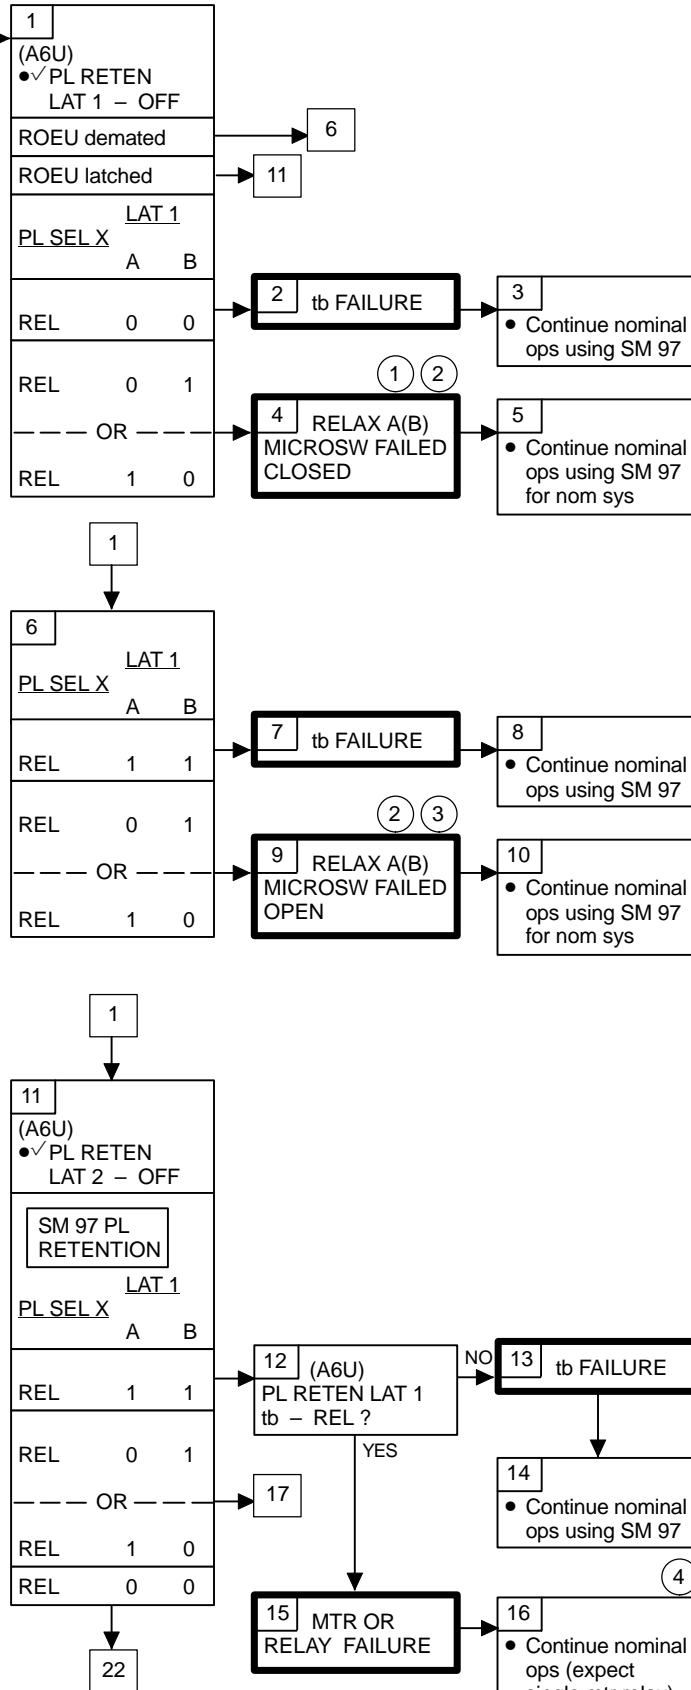 1
(A6U)
●√PL RETEN
LAT 1 – OFF
ROEU demated
6
ROEU latched
11
LAT 1
PL SEL X
A B
REL 0 0
2
tb FAILURE
3
● Continue nominal
ops using SM 97
REL 0 1
— — — OR — — —
REL 1 0
1 2
4
RELAX A(B)
MICROSW FAILED
CLOSED
5
● Continue nominal
ops using SM 97
for nom sys
1
6
LAT 1
PL SEL X
A B
REL 1 1
7
tb FAILURE
8
● Continue nominal
ops using SM 97
REL 0 1
— — — OR — — —
REL 1 0
2 3
9
RELAX A(B)
MICROSW FAILED
OPEN
10
● Continue nominal
ops using SM 97
for nom sys
1
11
(A6U)
●√PL RETEN
LAT 2 – OFF
SM 97 PL
RETENTION
LAT 1
PL SEL X
A B
REL 1 1
12
(A6U)
PL RETEN LAT 1
tb – REL ?
NO
13
tb FAILURE
YES
14
● Continue nominal
ops using SM 97
REL 0 1
— — — OR — — —
REL 1 0
17
REL 0 0
22
15
MTR OR
RELAY FAILURE
4
16
● Continue nominal
ops (expect